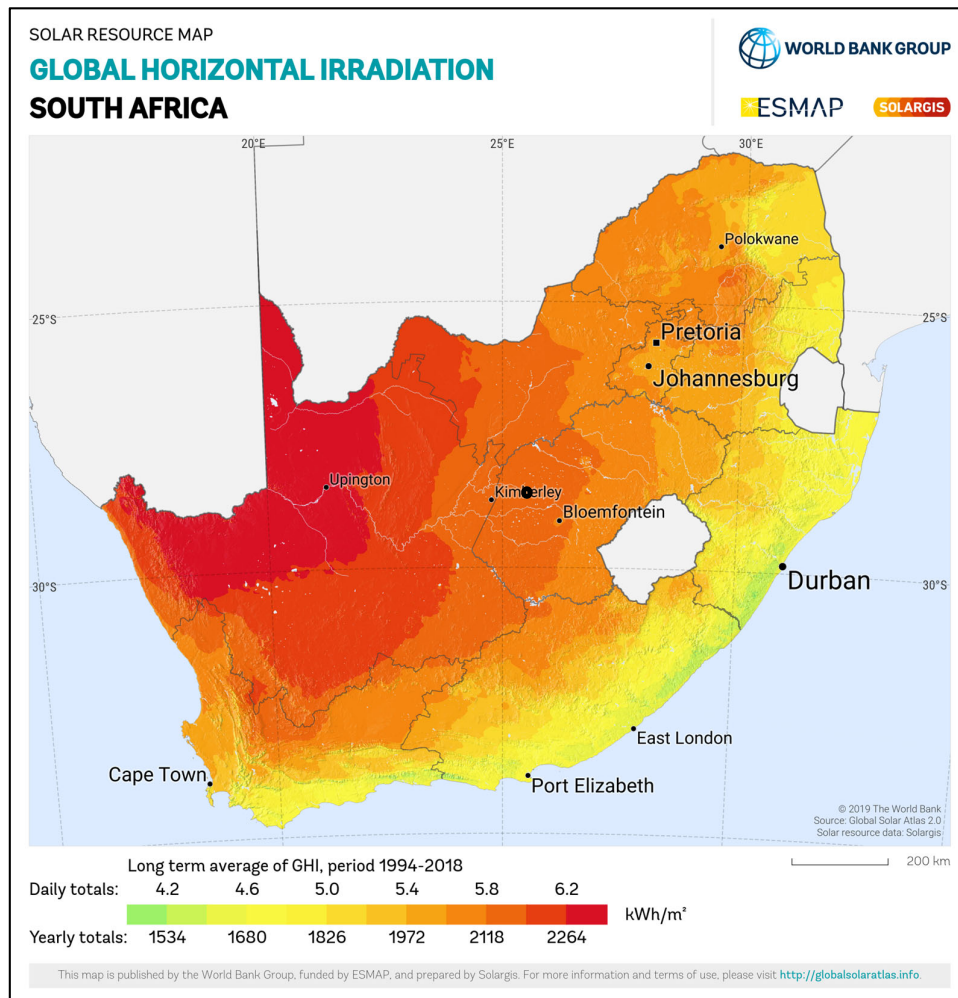 SOLAR RESOURCE MAP
GLOBAL HORIZONTAL IRRADIATION
SOUTH AFRICA
WORLD BANK GROUP
ESMAP
SOLARGIS
20°E
25°E
30°E
Polokwane
25°S
25°S
Pretoria
Johannesburg
Upington
Kimberley
Bloemfontein
Durban
30°S
30°S
East London
Cape Town
Port Elizabeth
© 2019 The World Bank
Source: Global Solar Atlas 2.0
Solar resource data: Solargis
200 km
Long term average of GHI, period 1994-2018
Daily totals: 4.2 4.6 5.0 5.4 5.8 6.2
kWh/m²
Yearly totals: 1534 1680 1826 1972 2118 2264
This map is published by the World Bank Group, funded by ESMAP, and prepared by Solargis. For more information and terms of use, please visit http://globalsolaratlas.info.